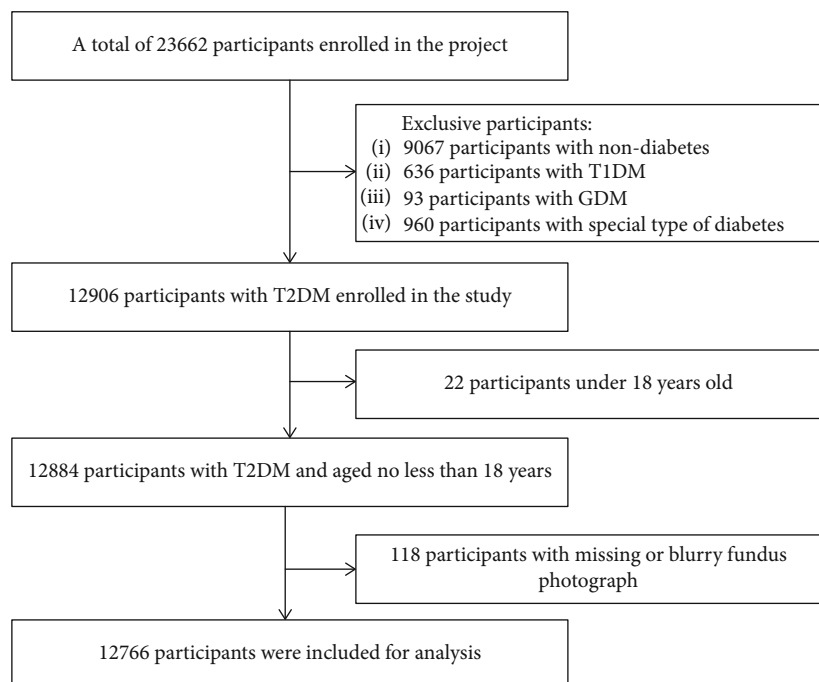 A total of 23662 participants enrolled in the project
Exclusive participants:
(i) 9067 participants with non-diabetes
(ii) 636 participants with T1DM
(iii) 93 participants with GDM
(iv) 960 participants with special type of diabetes
12906 participants with T2DM enrolled in the study
22 participants under 18 years old
12884 participants with T2DM and aged no less than 18 years
118 participants with missing or blurry fundus
photograph
12766 participants were included for analysis